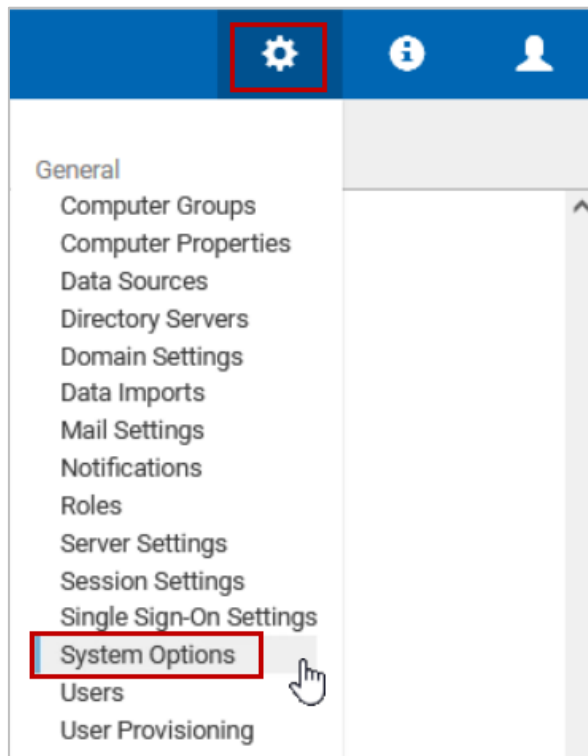 General
Computer Groups
Computer Properties
Data Sources
Directory Servers
Domain Settings
Data Imports
Mail Settings
Notifications
Roles
Server Settings
Session Settings
Single Sign-On Settings
System Options
Users
User Provisioning